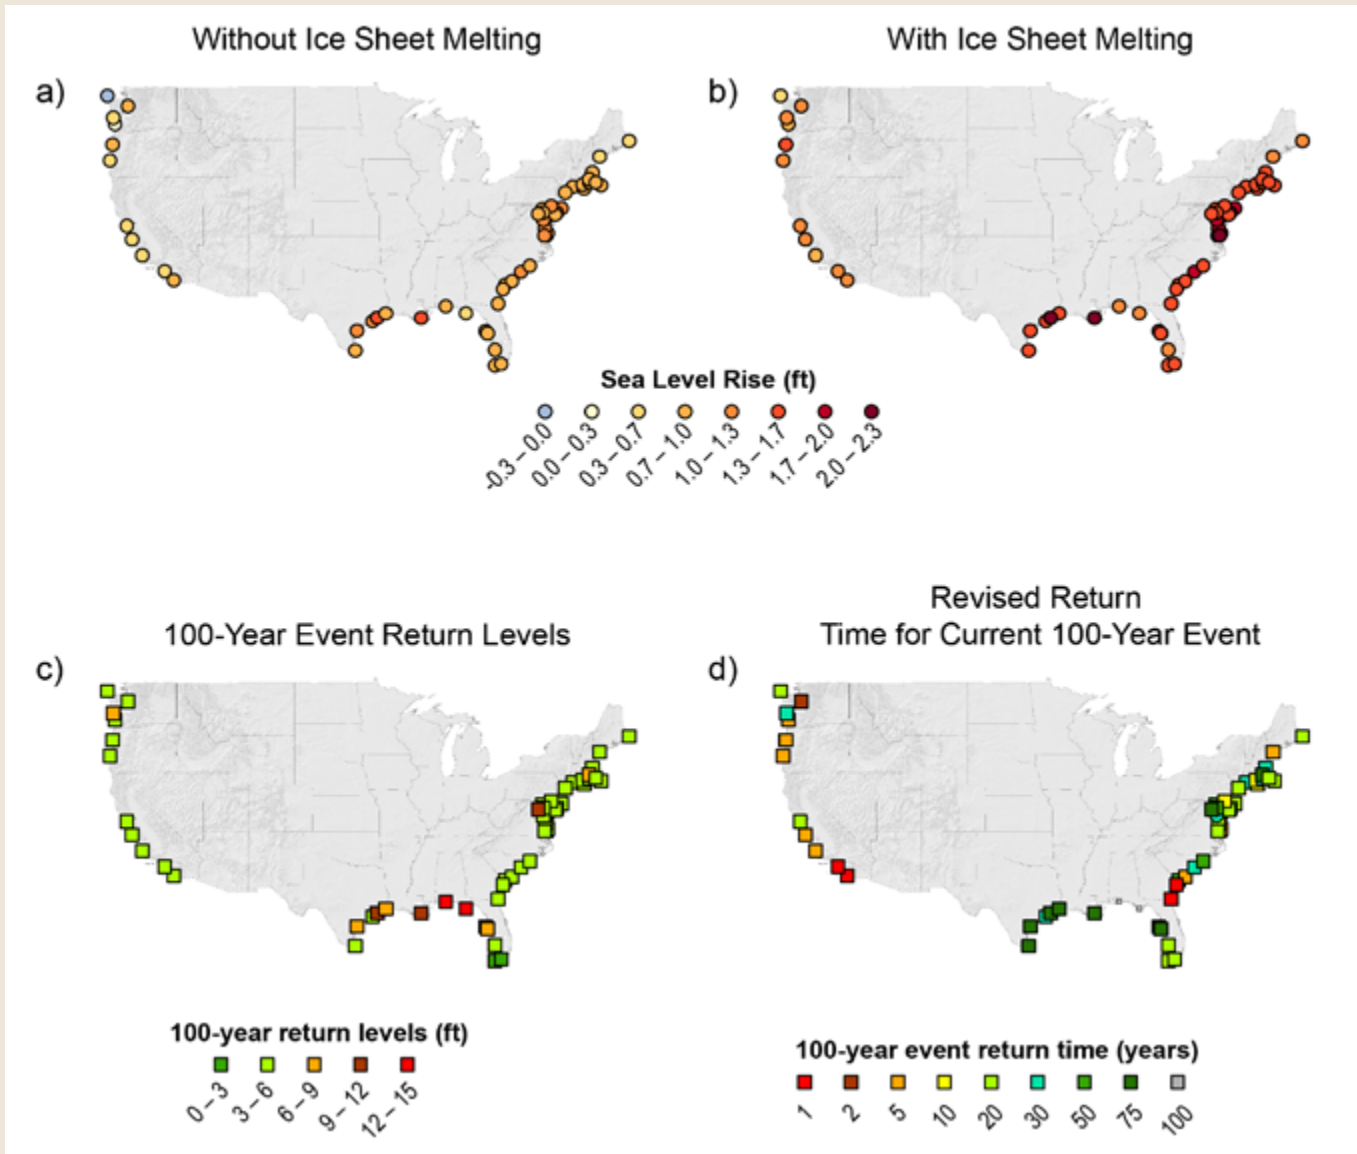 Without Ice Sheet Melting
With Ice Sheet Melting
a)
b)
Sea Level Rise (ft)
-0.3 – 0.0
0.0 – 0.3
0.3 – 0.7
0.7 – 1.0
1.0 – 1.3
1.3 – 1.7
1.7 – 2.0
2.0 – 2.3
100-Year Event Return Levels
Revised Return
Time for Current 100-Year Event
c)
d)
100-year return levels (ft)
0 – 3
3 – 6
6 – 9
9 – 12
12 – 15
100-year event return time (years)
1
2
5
10
20
30
50
75
100